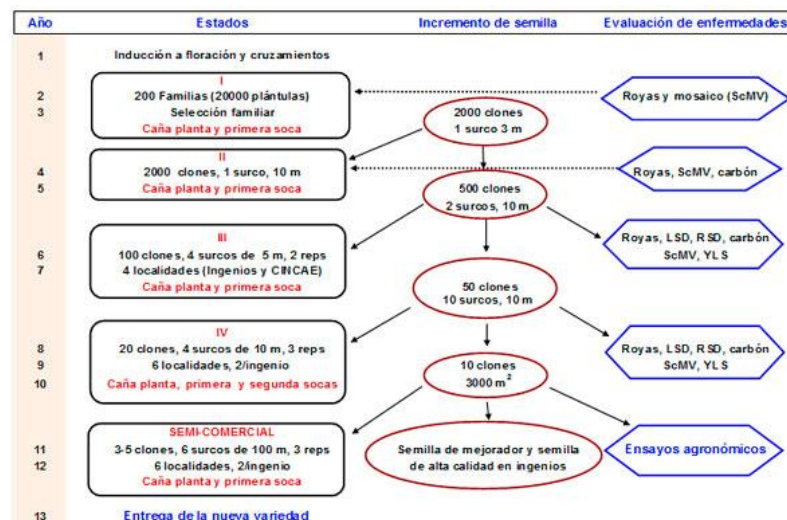 Año Estados Incremento de semilla Evaluación de enfermedades
1 Inducción a floración y cruzamientos
I
2 200 Familias (20000 plántulas)
3 Selección familiar
Caña planta y primera soca
2000 clones
1 surco 3 m
Royas y mosaico (ScMV)
II
4 2000 clones, 1 surco, 10 m
5 Caña planta y primera soca
500 clones
2 surcos, 10 m
Royas, ScMV, carbón
III
6 100 clones, 4 surcos de 5 m, 2 reps
7 4 localidades (Ingenios y CINCAE)
Caña planta y primera soca
50 clones
10 surcos, 10 m
Royas, LSD, RSD, carbón
ScMV, YLS
IV
8 20 clones, 4 surcos de 10 m, 3 reps
9 6 localidades, 2/ingenio
10 Caña planta, primera y segunda socas
10 clones
3000 m²
Royas, LSD, RSD, carbón
ScMV, YLS
SEMI-COMERCIAL
11 3-5 clones, 6 surcos de 100 m, 3 reps
12 6 localidades, 2/ingenio
Caña planta y primera soca
Semilla de mejorador y semilla
de alta calidad en ingenios
Ensayos agronómicos
13 Entrega de la nueva variedad